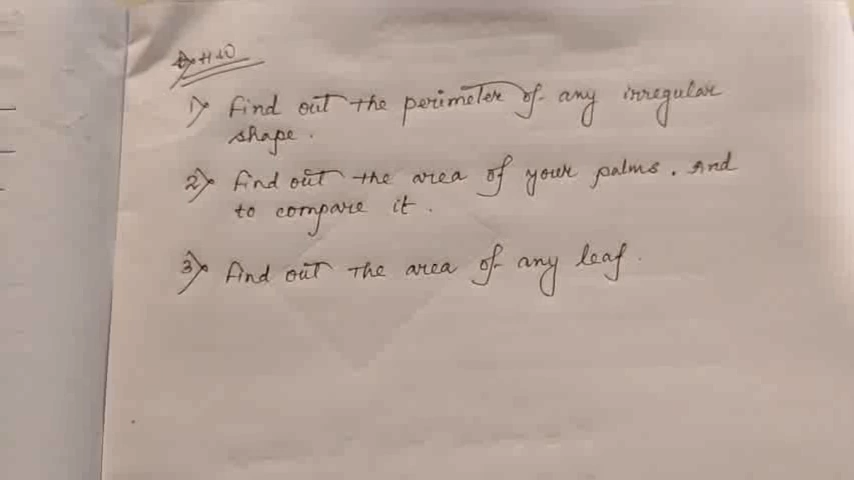 H.W
1) Find out the perimeter of any irregular
shape.
2) Find out the area of your palms. And
to compare it.
3) Find out the area of any leaf.